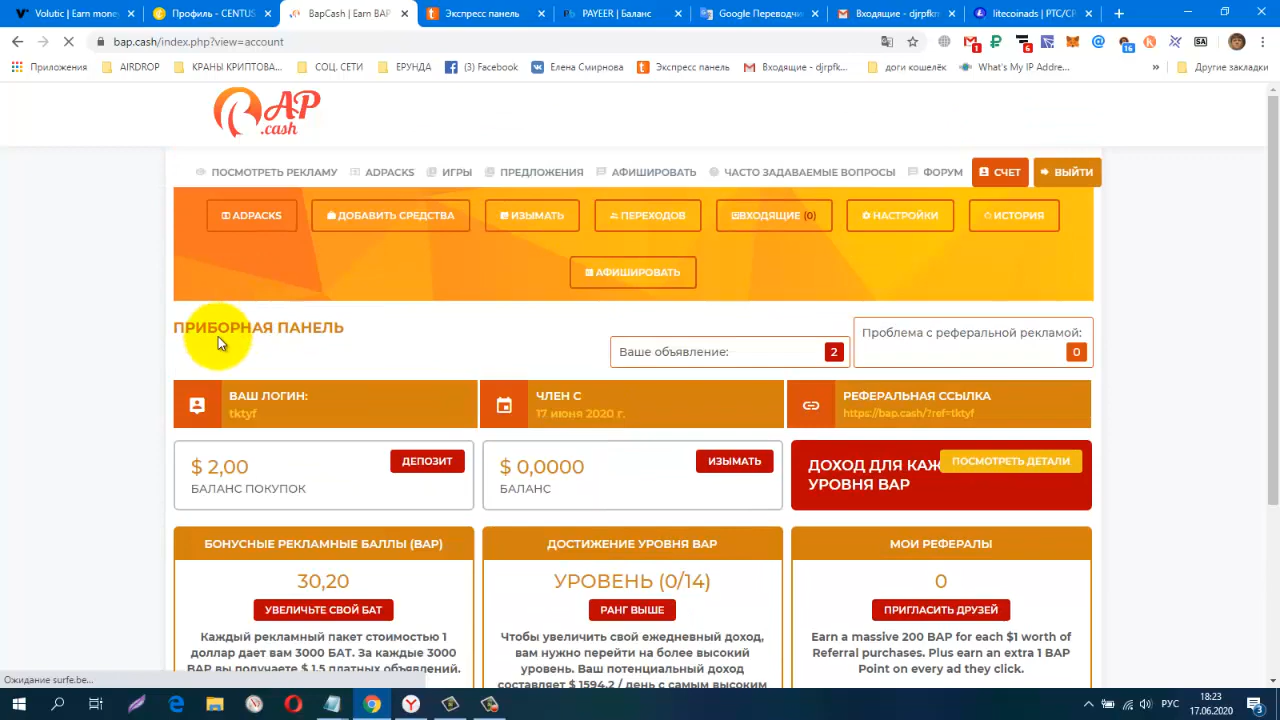 Volutic | Earn money
Профиль - CENTUS
BapCash | Earn BAP
Экспресс панель
PAYEER | Баланс
Google Переводч
Входящие - djrpfkn
litecoinads | PTC/CP
bap.cash/index.php?view=account
Приложения
AIRDROP
КРАНЫ КРИПТОВА...
СОЦ. СЕТИ
ЕРУНДА
(3) Facebook
Елена Смирнова
Экспресс панель
Входящие - djrpfk...
доги кошелёк
What's My IP Addre...
»
Другие закладки
AP
.cash
ПОСМОТРЕТЬ РЕКЛАМУ
ADPACKS
ИГРЫ
ПРЕДЛОЖЕНИЯ
АФИШИРОВАТЬ
ЧАСТО ЗАДАВАЕМЫЕ ВОПРОСЫ
ФОРУМ
СЧЕТ
ВЫЙТИ
ADPACKS
ДОБАВИТЬ СРЕДСТВА
ИЗЫМАТЬ
ПЕРЕХОДОВ
ВХОДЯЩИЕ (0)
НАСТРОЙКИ
ИСТОРИЯ
АФИШИРОВАТЬ
ПРИБОРНАЯ ПАНЕЛЬ
Ваше объявление: 2
Проблема с реферальной рекламой:
0
ВАШ ЛОГИН:
tktyf
ЧЛЕН С
17 июня 2020 г.
РЕФЕРАЛЬНАЯ ССЫЛКА
https://bap.cash/?ref=tktyf
$ 2,00
ДЕПОЗИТ
БАЛАНС ПОКУПОК
$ 0,0000
ИЗЫМАТЬ
БАЛАНС
ДОХОД ДЛЯ КАЖ
ПОСМОТРЕТЬ ДЕТАЛИ
УРОВНЯ BAP
БОНУСНЫЕ РЕКЛАМНЫЕ БАЛЛЫ (BAP)
30,20
УВЕЛИЧЬТЕ СВОЙ БАТ
Каждый рекламный пакет стоимостью 1
доллар дает вам 3000 БАТ. За каждые 3000
BAP вы получаете $ 1,5 платных объявлений.
ДОСТИЖЕНИЕ УРОВНЯ BAP
УРОВЕНЬ (0/14)
РАНГ ВЫШЕ
Чтобы увеличить свой ежедневный доход,
вам нужно перейти на более высокий
уровень. Ваш потенциальный доход
составляет $ 1594,2 / день с самым высоким
МОИ РЕФЕРАЛЫ
0
ПРИГЛАСИТЬ ДРУЗЕЙ
Earn a massive 200 BAP for each $1 worth of
Referral purchases. Plus earn an extra 1 BAP
Point on every ad they click.
Ожидание surfe.be...
РУС
18:23
17.06.2020